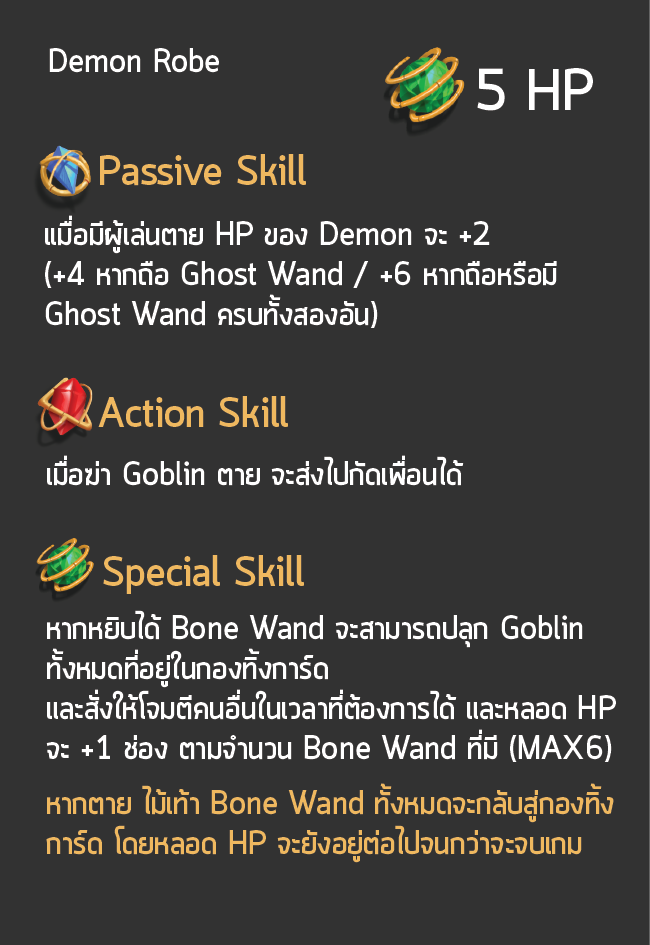 Demon Robe
5 HP
Passive Skill
แมื่อมีผู้เล่นตาย HP ของ Demon จะ +2
(+4 หากถือ Ghost Wand / +6 หากถือหรือมี
Ghost Wand ครบทั้งสองอัน)
Action Skill
เมื่อฆ่า Goblin ตาย จะส่งไปกัดเพื่อนได้
Special Skill
หากหยิบได้ Bone Wand จะสามารถปลุก Goblin
ทั้งหมดที่อยู่ในกองทิ้งการ์ด
และสั่งให้โจมตีคนอื่นในเวลาที่ต้องการได้ และหลอด HP
จะ +1 ช่อง ตามจำนวน Bone Wand ที่มี (MAX6)
หากตาย ไม้เท้า Bone Wand ทั้งหมดจะกลับสู่กองทิ้ง
การ์ด โดยหลอด HP จะยังอยู่ต่อไปจนกว่าจะจบเกม